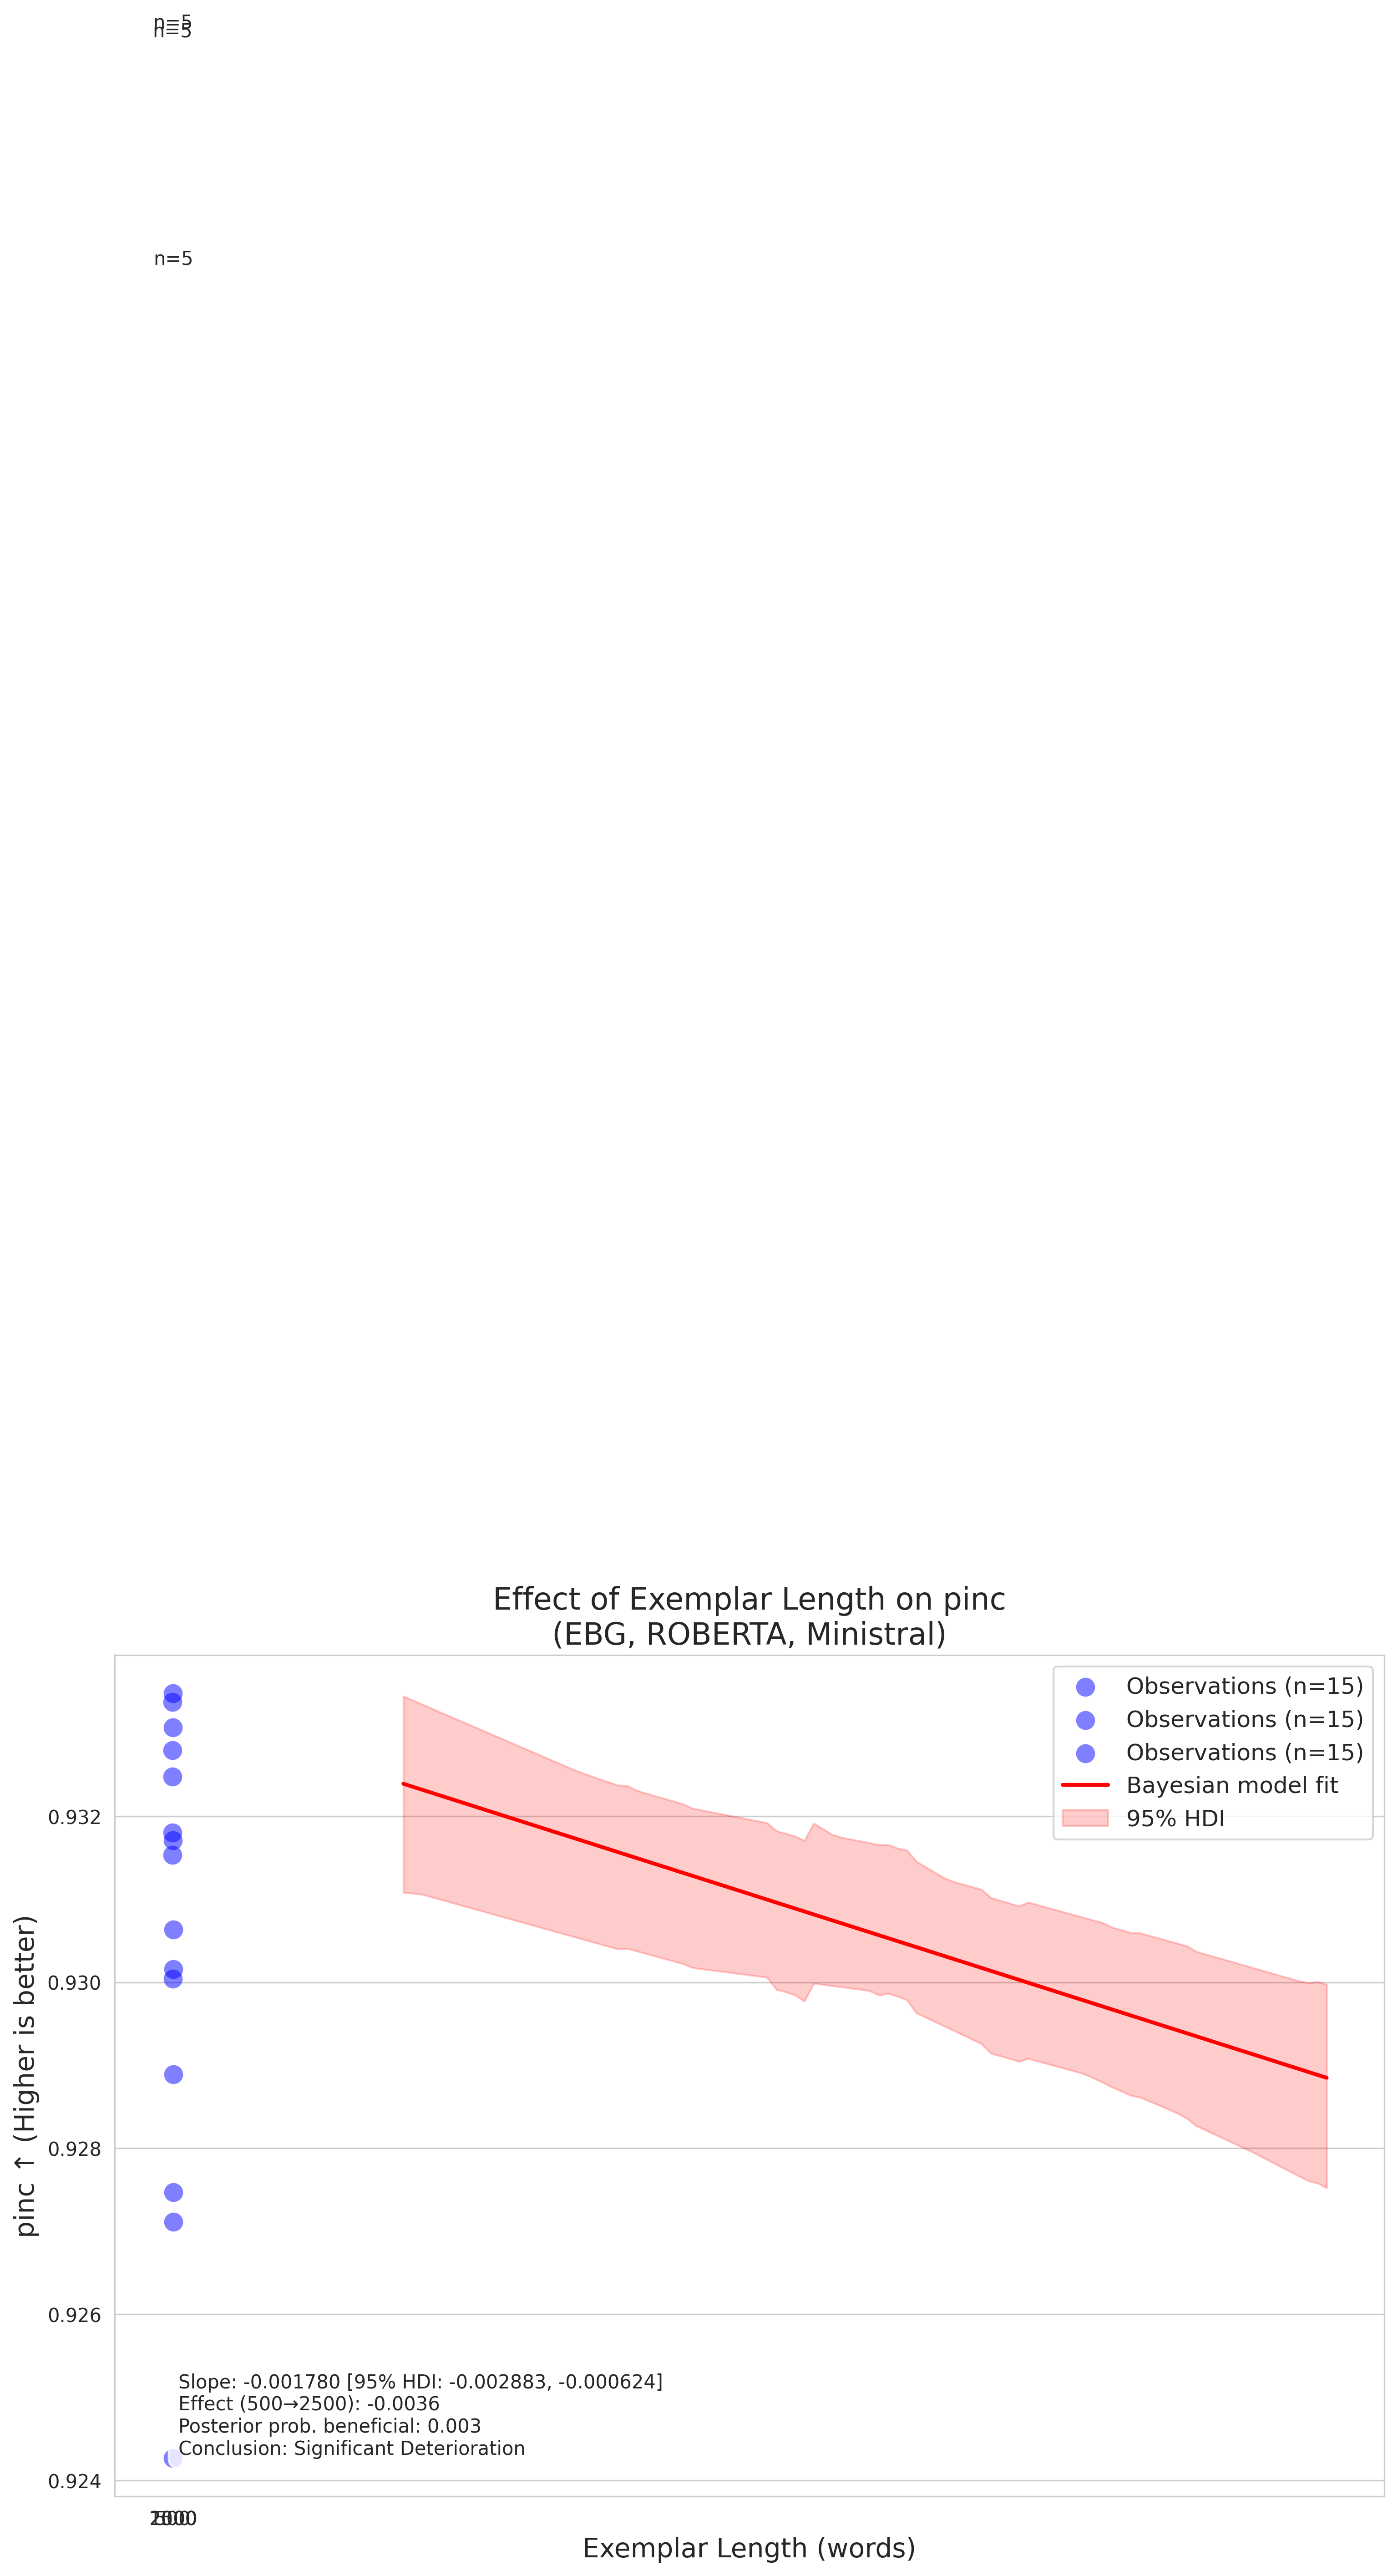 n=5
n=5
n=5
Effect of Exemplar Length on pinc
(EBG, ROBERTA, Ministral)
Observations (n=15)
Observations (n=15)
Observations (n=15)
Bayesian model fit
95% HDI
pinc ↑ (Higher is better)
0.932
0.930
0.928
0.926
0.924
Slope: -0.001780 [95% HDI: -0.002883, -0.000624]
Effect (500→2500): -0.0036
Posterior prob. beneficial: 0.003
Conclusion: Significant Deterioration
Exemplar Length (words)